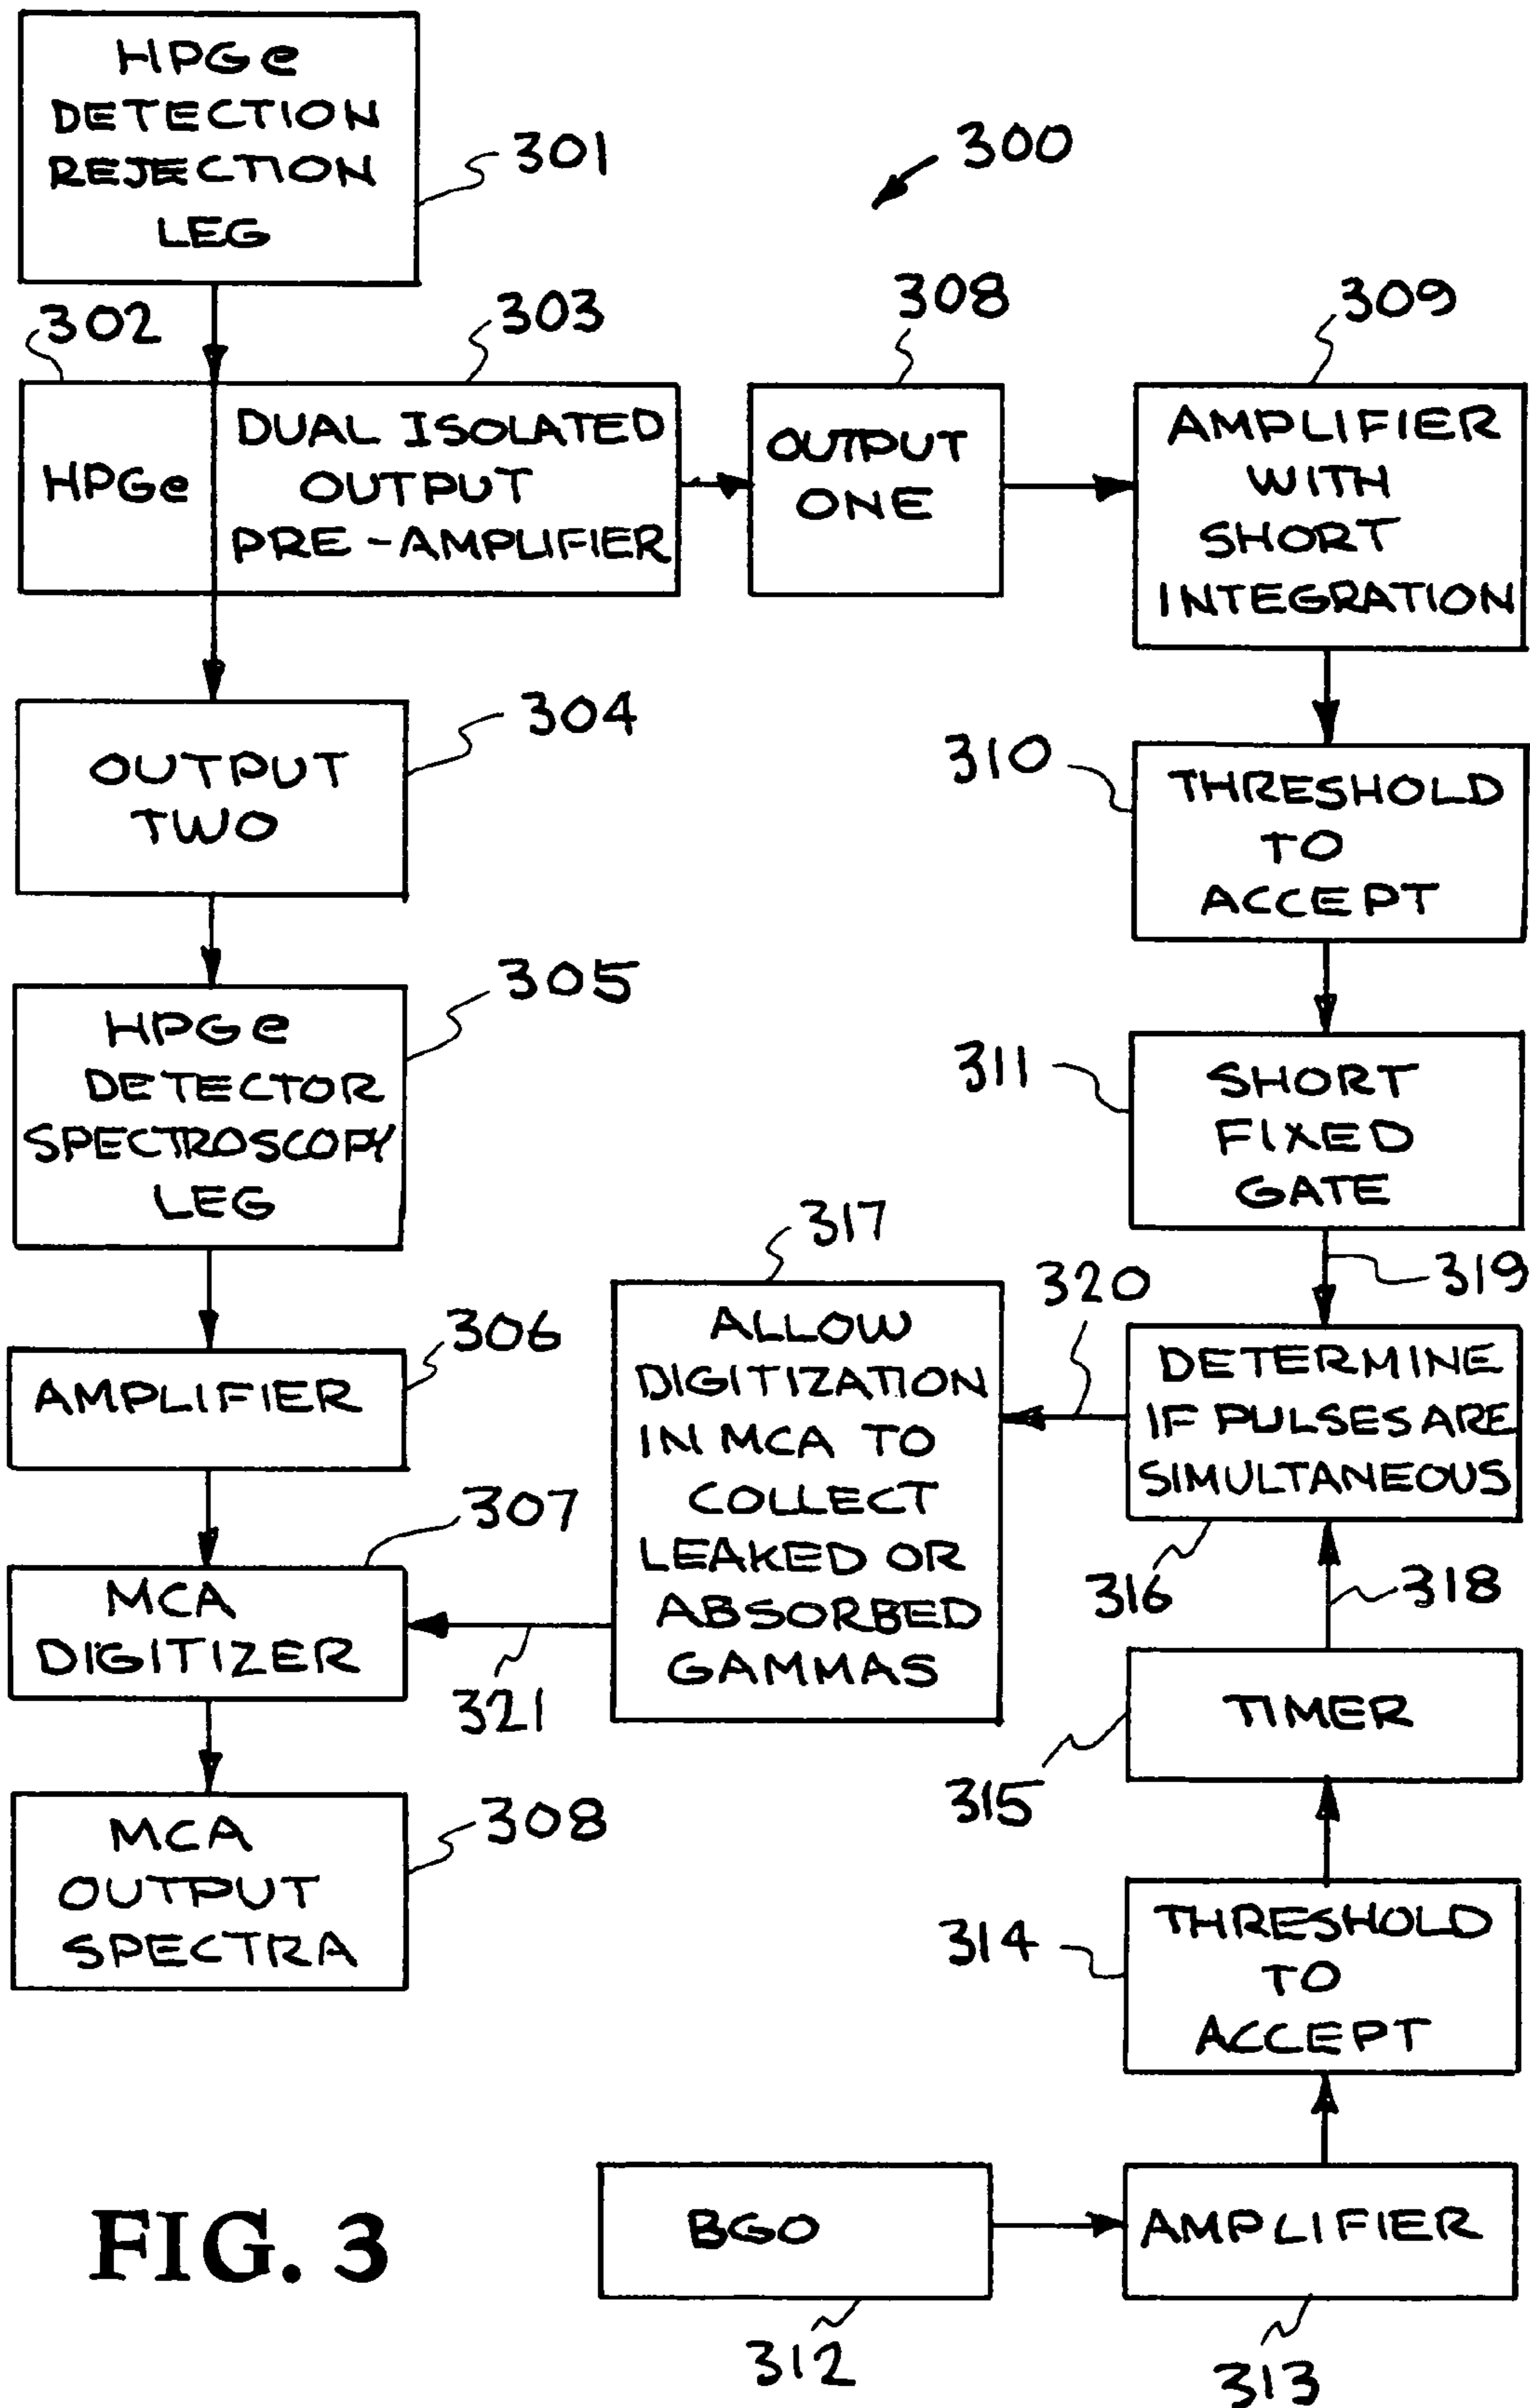 HPGe
DETECTION
REJECTION
LEG
301
300
302
303
308
309
HPGe
DUAL ISOLATED
OUTPUT
PRE-AMPLIFIER
OUTPUT
ONE
AMPLIFIER
WITH
SHORT
INTEGRATION
304
OUTPUT
TWO
310
THRESHOLD
TO
ACCEPT
305
HPGe
DETECTOR
SPECTROSCOPY
LEG
311
SHORT
FIXED
GATE
319
306
AMPLIFIER
317
ALLOW
DIGITIZATION
IN MCA TO
COLLECT
LEAKED OR
ABSORBED
GAMMAS
320
DETERMINE
IF PULSES ARE
SIMULTANEOUS
316
318
307
MCA
DIGITIZER
321
TIMER
315
308
MCA
OUTPUT
SPECTRA
314
THRESHOLD
TO
ACCEPT
BGO
312
AMPLIFIER
313
FIG. 3